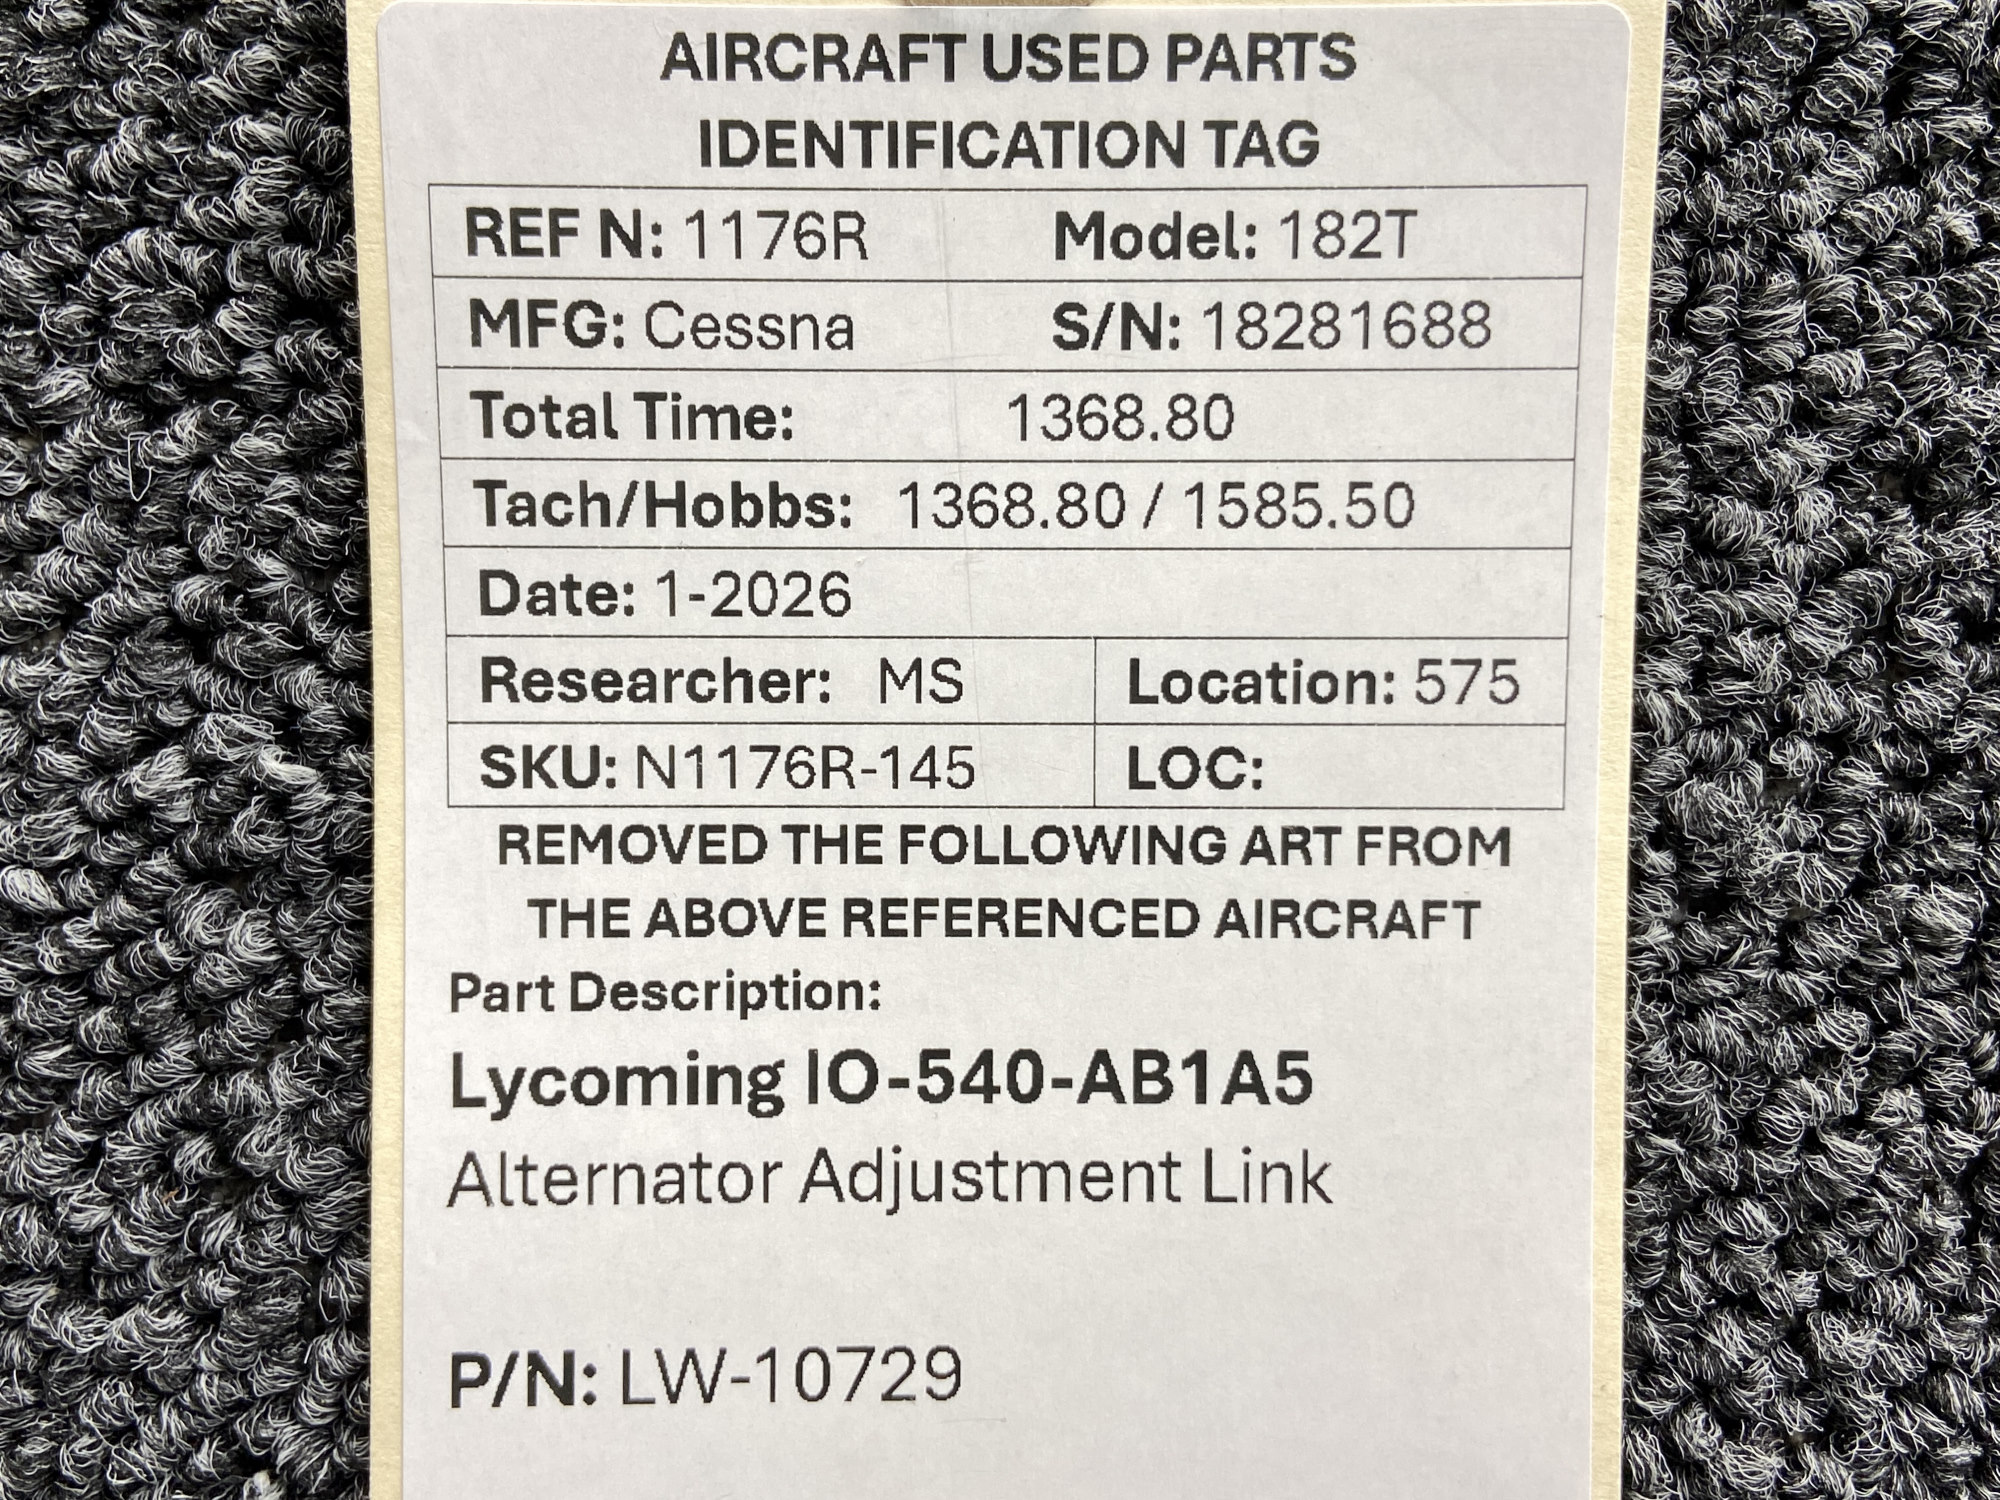 AIRCRAFT USED PARTS
IDENTIFICATION TAG
REF N: 1176R Model: 182T
MFG: Cessna S/N: 18281688
Total Time: 1368.80
Tach/Hobbs: 1368.80 / 1585.50
Date: 1-2026
Researcher: MS Location: 575
SKU: N1176R-145 LOC:
REMOVED THE FOLLOWING ART FROM
THE ABOVE REFERENCED AIRCRAFT
Part Description:
Lycoming IO-540-AB1A5
Alternator Adjustment Link
P/N: LW-10729